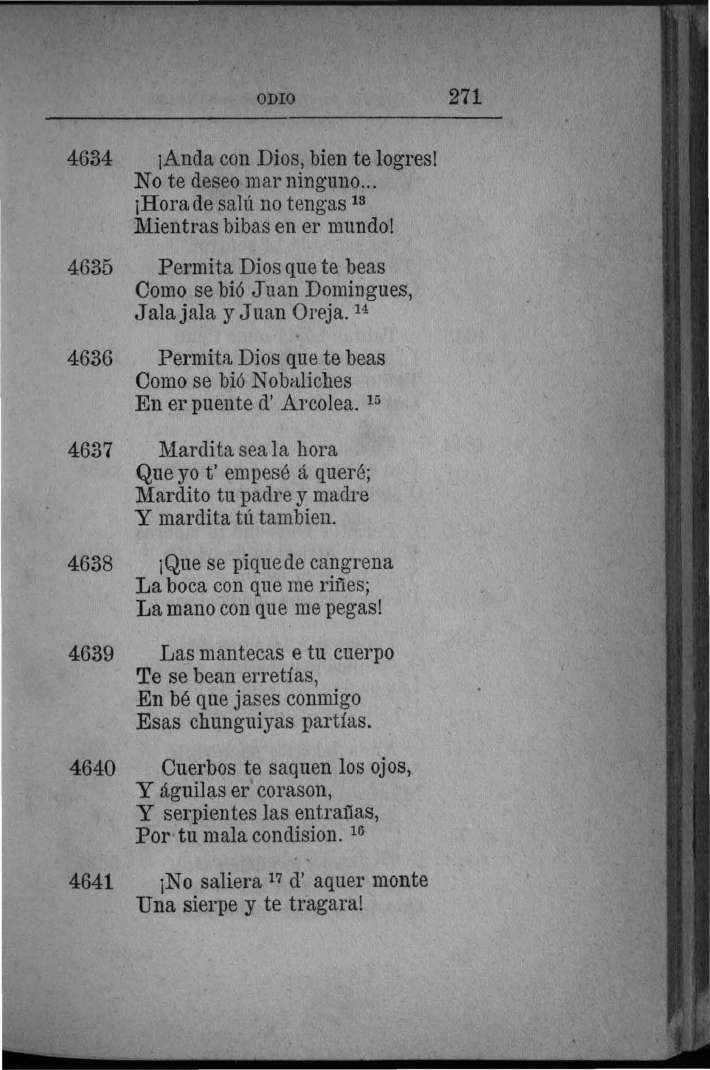 ODIO 271
4634 ¡Anda con Dios, bien te logres!
No te deseo mar ninguno...
¡Hora de salú no tengas 13
Mientras bibas en er mundo!
4635 Permita Dios que te beas
Como se bió Juan Domingues,
Jala jala y Juan Oreja. 14
4636 Permita Dios que te beas
Como se bió Nobaliches
En er puente d' Arcolea. 15
4637 Mardita sea la hora
Que yo t' empesé á queré;
Mardito tu padre y madre
Y mardita tú tambien.
4638 ¡Que se pique de cangrena
La boca con que me riñes;
La mano con que me pegas!
4639 Las mantecas e tu cuerpo
Te se bean erretías,
En bé que jases conmigo
Esas chunguiyas partías.
4640 Cuerbos te saquen los ojos,
Y águilas er corason,
Y serpientes las entrañas,
Por tu mala condision. 16
4641 ¡No saliera 17 d' aquer monte
Una sierpe y te tragara!